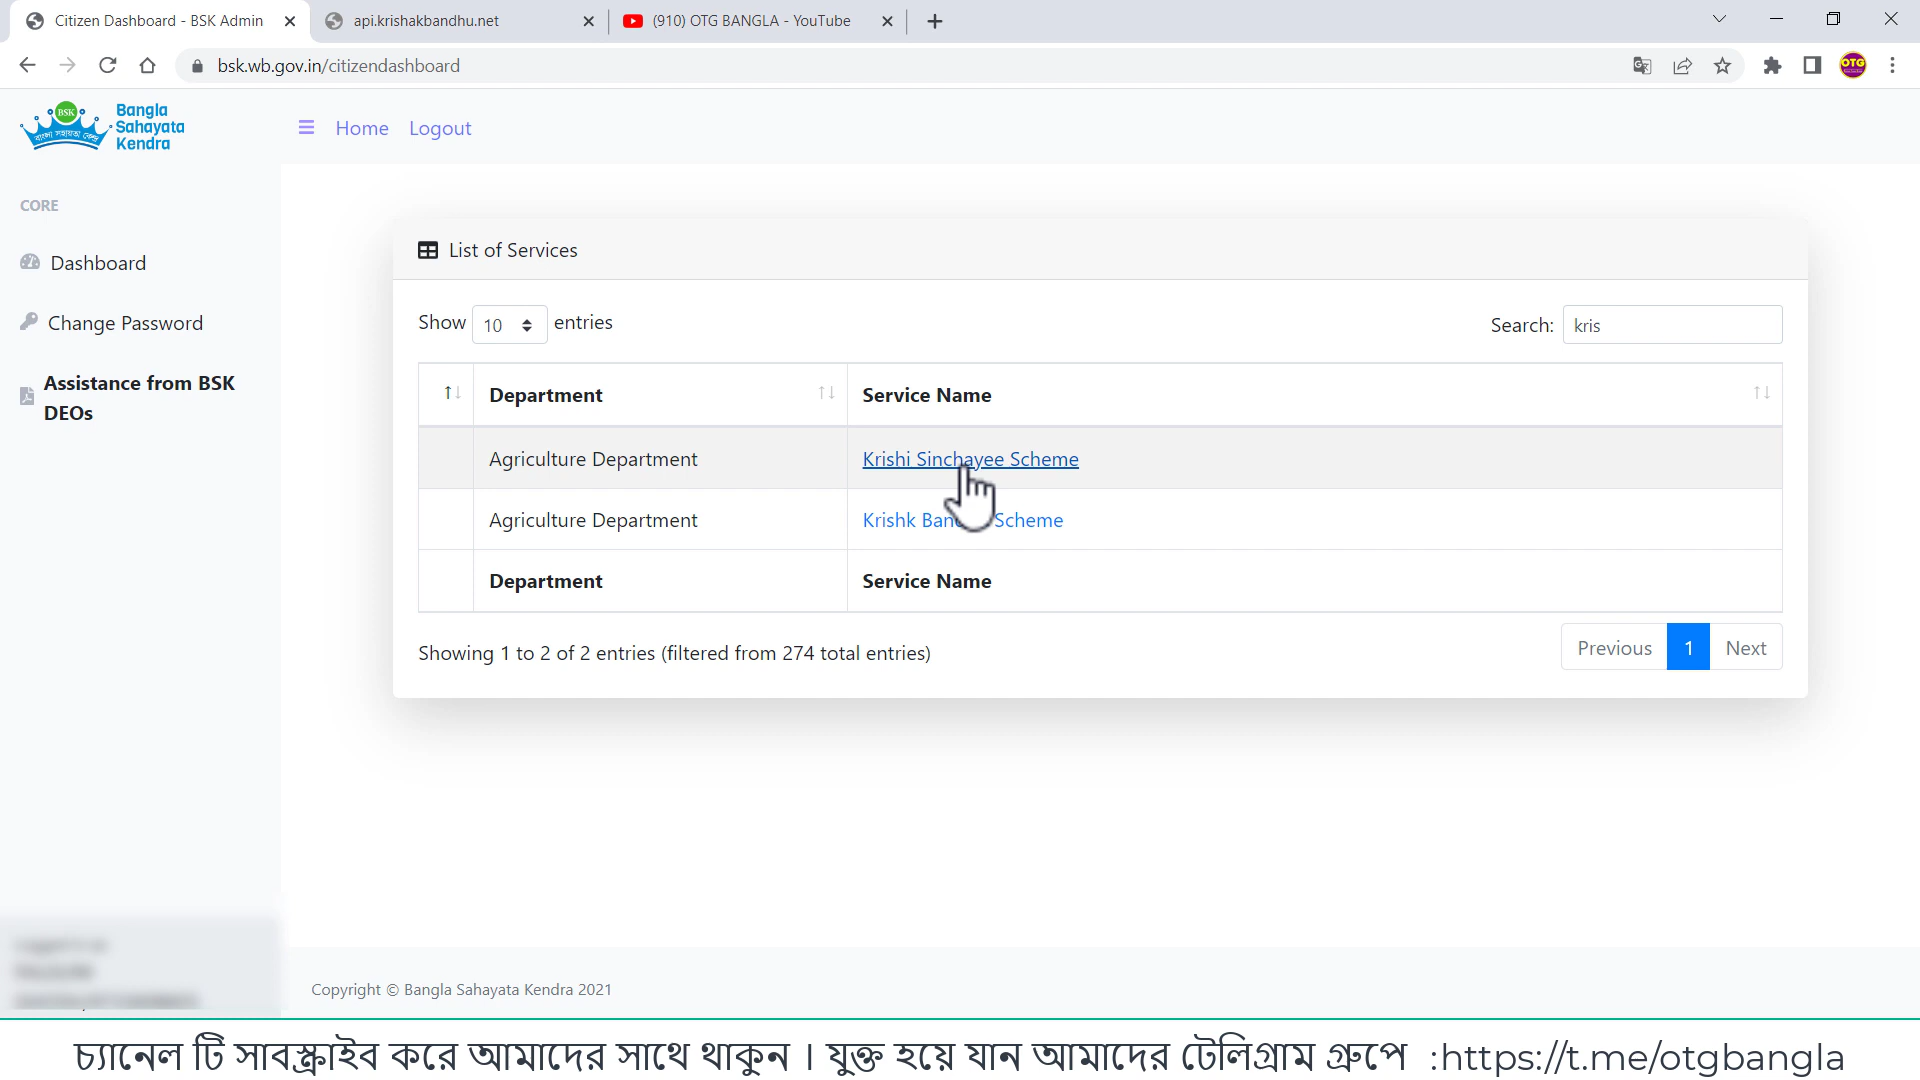 Citizen Dashboard - BSK Admin
api.krishakbandhu.net
(910) OTG BANGLA - YouTube
bsk.wb.gov.in/citizendashboard
OTG
BSK
বাংলা সহায়তা কেন্দ্র
Bangla
Sahayata
Kendra
Home Logout
CORE
Dashboard
Change Password
Assistance from BSK
DEOs
List of Services
Show 10 entries
Search: kris
Department Service Name
Agriculture Department Krishi Sinchayee Scheme
Agriculture Department Krishk Scheme
Department Service Name
Showing 1 to 2 of 2 entries (filtered from 274 total entries)
Previous 1 Next
Copyright © Bangla Sahayata Kendra 2021
চ্যানেল টি সাবস্ক্রাইব করে আমাদের সাথে থাকুন । যুক্ত হয়ে যান আমাদের টেলিগ্রাম গ্রুপে :https://t.me/otgbangla